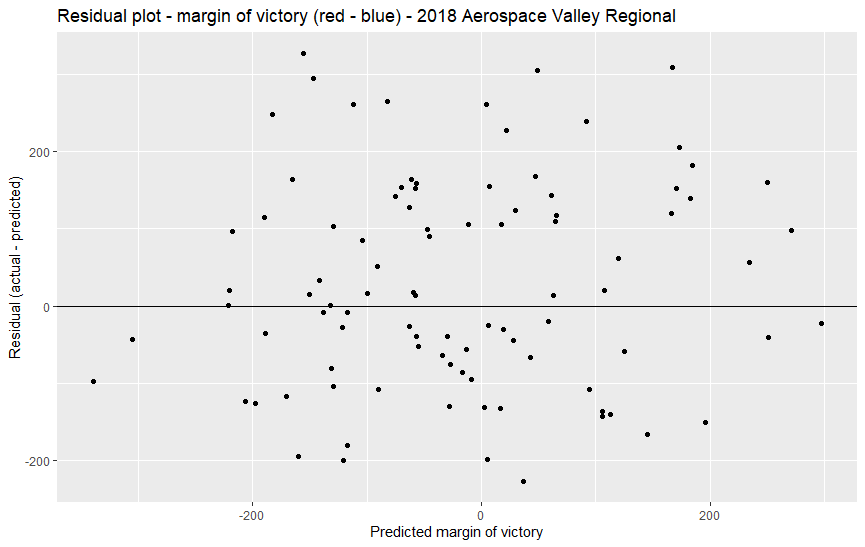 Residual plot - margin of victory (red - blue) - 2018 Aerospace Valley Regional
Residual (actual - predicted)
200
0
-200
-200
0
200
Predicted margin of victory